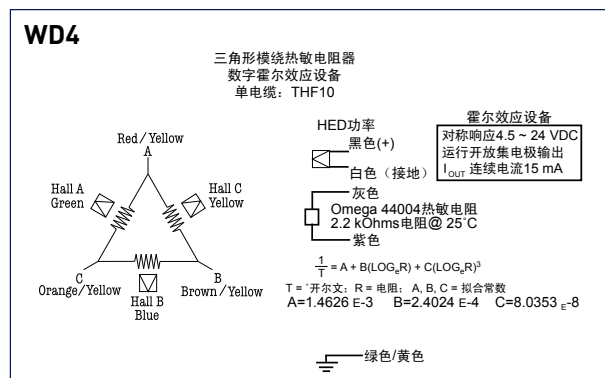 WD4
三角形模绕热敏电阻器
数字霍尔效应设备
单电缆：THF10
Red/Yellow
A
Hall A
Green
Hall C
Yellow
C
Orange/Yellow
Hall B
Blue
B
Brown/Yellow
HED功率
黑色(+)
白色（接地）
霍尔效应设备
对称响应4.5 ~ 24 VDC
运行开放集电极输出
I_OUT 连续电流15 mA
灰色
Omega 44004热敏电阻
2.2 kOhms电阻@ 25°C
紫色
1/T = A + B(LOG_eR) + C(LOG_eR)³
T = °开尔文；R = 电阻；A, B, C = 拟合常数
A=1.4626 E-3 B=2.4024 E-4 C=8.0353 E-8
绿色/黄色